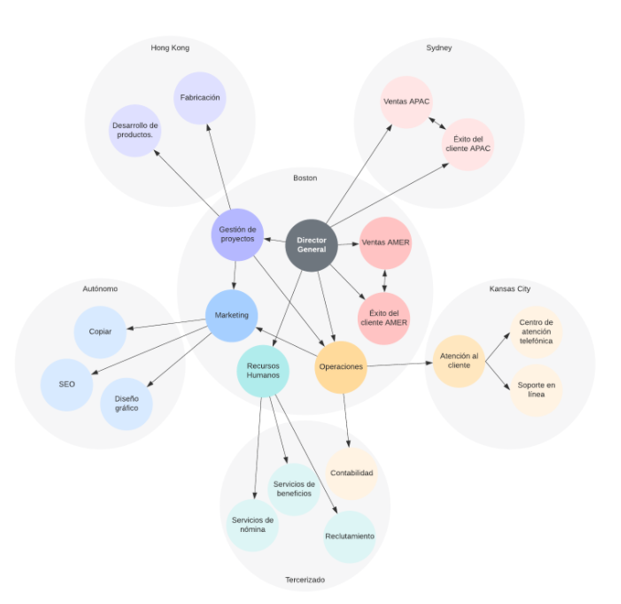 Hong Kong
Sydney
Fabricación
Ventas APAC
Desarrollo de
productos.
Éxito del
cliente APAC
Boston
Gestión de
proyectos
Director
General
Ventas AMER
Autónomo
Kansas City
Marketing
Éxito del
cliente AMER
Copiar
Centro de
atención
telefónica
Atención al
cliente
Recursos
Humanos
Operaciones
SEO
Soporte en
línea
Diseño
gráfico
Contabilidad
Servicios de
beneficios
Servicios de
nómina
Reclutamiento
Tercerizado